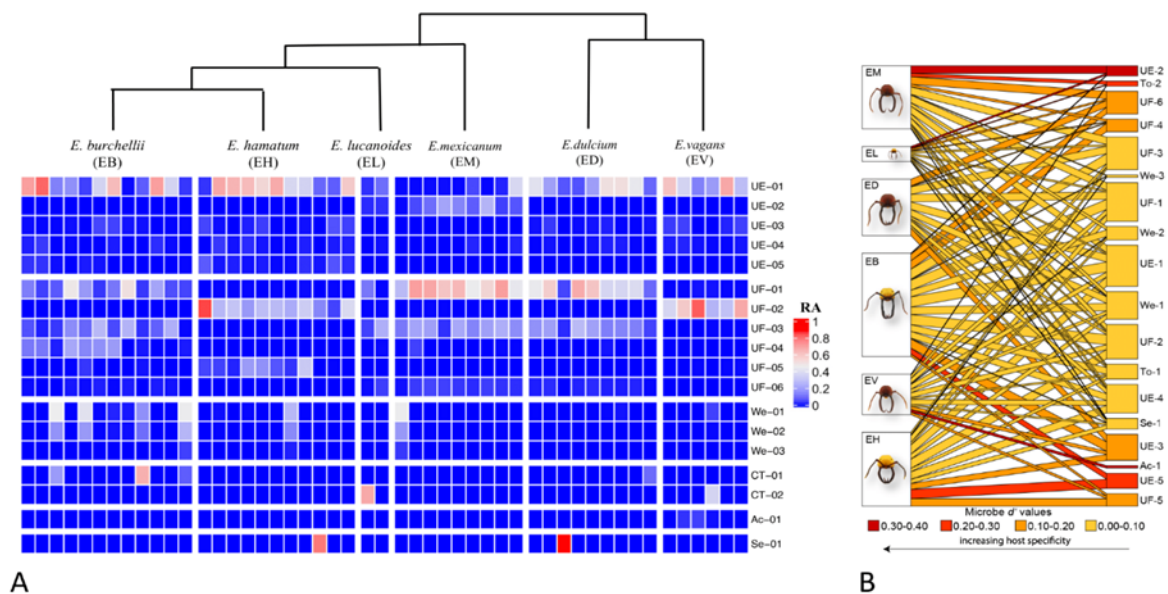 E. burchellii
(EB)
E. hamatum
(EH)
E. lucanoides
(EL)
E.mexicanum
(EM)
E.dulcium
(ED)
E.vagans
(EV)
UE-01
UE-02
UE-03
UE-04
UE-05
UF-01
UF-02
UF-03
UF-04
UF-05
UF-06
We-01
We-02
We-03
CT-01
CT-02
Ac-01
Se-01
RA
1
0.8
0.6
0.4
0.2
0
A
EM
EL
ED
EB
EV
EH
UE-2
To-2
UF-6
UF-4
UF-3
We-3
UF-1
We-2
UE-1
We-1
UF-2
To-1
UE-4
Se-1
UE-3
Ac-1
UE-5
UF-5
Microbe d' values
0.30-0.40 0.20-0.30 0.10-0.20 0.00-0.10
increasing host specificity
B